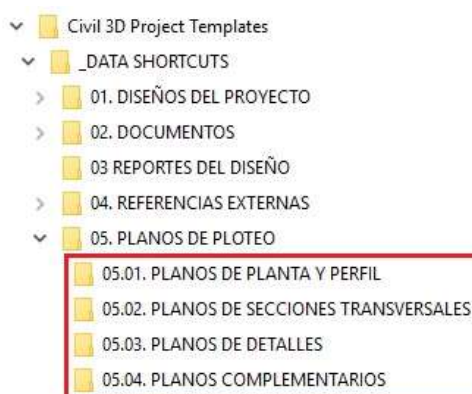 Civil 3D Project Templates
_DATA SHORTCUTS
01. DISEÑOS DEL PROYECTO
02. DOCUMENTOS
03 REPORTES DEL DISEÑO
04. REFERENCIAS EXTERNAS
05. PLANOS DE PLOTEO
05.01. PLANOS DE PLANTA Y PERFIL
05.02. PLANOS DE SECCIONES TRANSVERSALES
05.03. PLANOS DE DETALLES
05.04. PLANOS COMPLEMENTARIOS